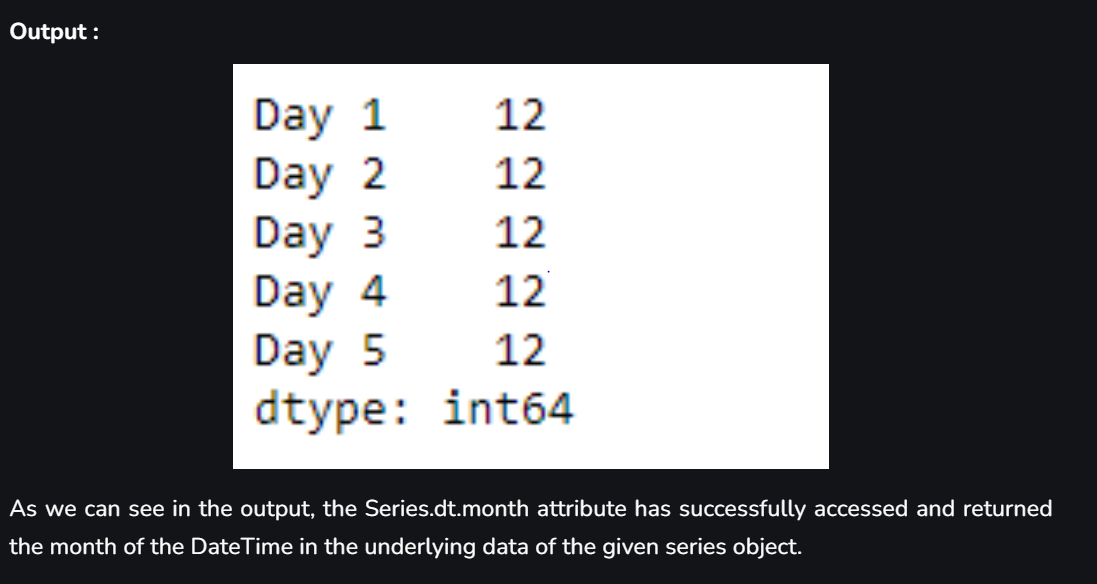 Output :
Day 1    12
Day 2    12
Day 3    12
Day 4    12
Day 5    12
dtype: int64
As we can see in the output, the Series.dt.month attribute has successfully accessed and returned
the month of the DateTime in the underlying data of the given series object.